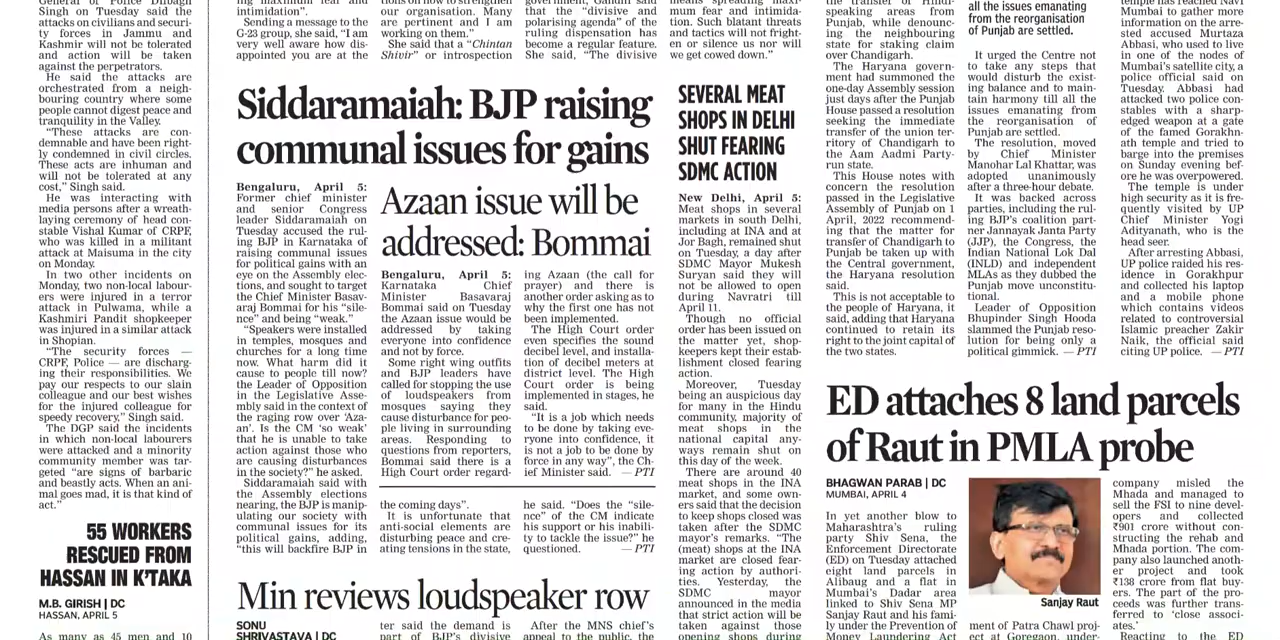 General of Police Dilbagh
Singh on Tuesday said the
attacks on civilians and securi-
ty forces in Jammu and
Kashmir will not be tolerated
and action will be taken
against the perpetrators.
He said the attacks are
orchestrated from a neigh-
bouring country where some
people cannot digest peace and
tranquility in the Valley.
"These attacks are con-
demnable and have been right-
ly condemned in civil circles.
These acts are inhuman and
will not be tolerated at any
cost," Singh said.
He was interacting with
media persons after a wreath-
laying ceremony of head con-
stable Vishal Kumar of CRPF,
who was killed in a militant
attack at Maisuma in the city
on Monday.
In two other incidents on
Monday, two non-local labour-
ers were injured in a terror
attack in Pulwama, while a
Kashmiri Pandit shopkeeper
was injured in a similar attack
in Shopian.
"The security forces —
CRPF, Police — are discharg-
ing their responsibilities. We
pay our respects to our slain
colleague and our best wishes
for the injured colleague for
speedy recovery," Singh said.
The DGP said the incidents
in which non-local labourers
were attacked and a minority
community member was tar-
geted "are signs of barbaric
and beastly acts. When an ani-
mal goes mad, it is that kind of
act."
55 WORKERS
RESCUED FROM
HASSAN IN K'TAKA
M.B. GIRISH | DC
HASSAN, APRIL 5
As many as 45 men and 10
ing maximum fear and
intimidation".
Sending a message to the
G-23 group, she said, "I am
very well aware how dis-
appointed you are at the
tions on how to strengthen
our organisation. Many
are pertinent and I am
working on them."
She said that a "Chintan
Shivir" or introspection
government, Gandhi said
that the "divisive and
polarising agenda" of the
ruling dispensation has
become a regular feature.
She said, "The divisive
means spreading maxi-
mum fear and intimida-
tion. Such blatant threats
and tactics will not fright-
en or silence us nor will
we get cowed down."
Siddaramaiah: BJP raising
communal issues for gains
Bengaluru, April 5:
Former chief minister
and senior Congress
leader Siddaramaiah on
Tuesday accused the rul-
ing BJP in Karnataka of
raising communal issues
for political gains with an
eye on the Assembly elec-
tions, and sought to target
the Chief Minister Basav-
araj Bommai for his "sile-
nce" and being "weak."
"Speakers were installed
in temples, mosques and
churches for a long time
now. What harm did it
cause to people till now?
the Leader of Opposition
in the Legislative Asse-
mbly said in the context of
the raging row over 'Aza-
an'. Is the CM 'so weak'
that he is unable to take
action against those who
are causing disturbances
in the society?" he asked.
Siddaramaiah said with
the Assembly elections
nearing, the BJP is manip-
ulating our society with
communal issues for its
political gains, adding,
"this will backfire BJP in
Azaan issue will be
addressed: Bommai
Bengaluru, April 5:
Karnataka Chief
Minister Basavaraj
Bommai said on Tuesday
the Azaan issue would be
addressed by taking
everyone into confidence
and not by force.
Some right wing outfits
and BJP leaders have
called for stopping the use
of loudspeakers from
mosques saying they
cause disturbance for peo-
ple living in surrounding
areas. Responding to
questions from reporters,
Bommai said there is a
High Court order regard-
ing Azaan (the call for
prayer) and there is
another order asking as to
why the first one has not
been implemented.
The High Court order
even specifies the sound
decibel level, and installa-
tion of decibel meters at
district level. The High
Court order is being
implemented in stages, he
said.
"It is a job which needs
to be done by taking eve-
ryone into confidence, it
is not a job to be done by
force in any way", the Ch-
ief Minister said. — PTI
the coming days".
It is unfortunate that
anti-social elements are
disturbing peace and cre-
ating tensions in the state,
he said. "Does the "sile-
nce" of the CM indicate
his support or his inabili-
ty to tackle the issue?" he
questioned. — PTI
Min reviews loudspeaker row
SONU
SHRIVASTAVA | DC
ter said the demand is
part of BJP's divisive
After the MNS chief's
appeal to the public, the
SEVERAL MEAT
SHOPS IN DELHI
SHUT FEARING
SDMC ACTION
New Delhi, April 5:
Meat shops in several
markets in south Delhi,
including at INA and at
Jor Bagh, remained shut
on Tuesday, a day after
SDMC Mayor Mukesh
Suryan said they will
not be allowed to open
during Navratri till
April 11.
Though no official
order has been issued on
the matter yet, shop-
keepers kept their estab-
lishment closed fearing
action.
Moreover, Tuesday
being an auspicious day
for many in the Hindu
community, majority of
meat shops in the
national capital any-
ways remain shut on
this day of the week.
There are around 40
meat shops in the INA
market, and some own-
ers said that the decision
to keep shops closed was
taken after the SDMC
mayor's remarks. "The
(meat) shops at the INA
market are closed fear-
ing action by authori-
ties. Yesterday, the
SDMC mayor
announced in the media
that strict action will be
taken against those
opening shops during
the transfer of Hindi-
speaking areas from
Punjab, while denounc-
ing the neighbouring
state for staking claim
over Chandigarh.
The Haryana govern-
ment had summoned the
one-day Assembly session
just days after the Punjab
House passed a resolution
seeking the immediate
transfer of the union ter-
ritory of Chandigarh to
the Aam Aadmi Party-
run state.
This House notes with
concern the resolution
passed in the Legislative
Assembly of Punjab on 1
April, 2022 recommend-
ing that the matter for
transfer of Chandigarh to
Punjab be taken up with
the Central government,
the Haryana resolution
said.
This is not acceptable to
the people of Haryana, it
said, adding that Haryana
continued to retain its
right to the joint capital of
the two states.
all the issues emanating
from the reorganisation
of Punjab are settled.
It urged the Centre not
to take any steps that
would disturb the exist-
ing balance and to main-
tain harmony till all the
issues emanating from
the reorganisation of
Punjab are settled.
The resolution, moved
by Chief Minister
Manohar Lal Khattar, was
adopted unanimously
after a three-hour debate.
It was backed across
parties, including the rul-
ing BJP's coalition part-
ner Jannayak Janta Party
(JJP), the Congress, the
Indian National Lok Dal
(INLD) and independent
MLAs as they dubbed the
Punjab move unconstitu-
tional.
Leader of Opposition
Bhupinder Singh Hooda
slammed the Punjab reso-
lution for being only a
political gimmick. — PTI
temple has reached Navi
Mumbai to gather more
information on the arre-
sted accused Murtaza
Abbasi, who used to live
in one of the nodes of
Mumbai's satellite city, a
police official said on
Tuesday. Abbasi had
attacked two police con-
stables with a sharp-
edged weapon at a gate
of the famed Gorakhn-
ath temple and tried to
barge into the premises
on Sunday evening bef-
ore he was overpowered.
The temple is under
high security as it is fre-
quently visited by UP
Chief Minister Yogi
Adityanath, who is the
head seer.
After arresting Abbasi,
UP police raided his res-
idence in Gorakhpur
and collected his laptop
and a mobile phone
which contains videos
related to controversial
Islamic preacher Zakir
Naik, the official said
citing UP police. — PTI
ED attaches 8 land parcels
of Raut in PMLA probe
BHAGWAN PARAB | DC
MUMBAI, APRIL 4
In yet another blow to
Maharashtra's ruling
party Shiv Sena, the
Enforcement Directorate
(ED) on Tuesday attached
eight land parcels in
Alibaug and a flat in
Mumbai's Dadar area
linked to Shiv Sena MP
Sanjay Raut and his fami-
ly under the Prevention of
Money Laundering Act
Sanjay Raut
ment of Patra Chawl proj-
ect at Goregaon, under-
company misled the
Mhada and managed to
sell the FSI to nine devel-
opers and collected
₹901 crore without con-
structing the rehab and
Mhada portion. The com-
pany also launched anoth-
er project and took
₹138 crore from flat buy-
ers. The part of the pro-
ceeds was further trans-
ferred to 'close associ-
ates'.
Reacting to the ED